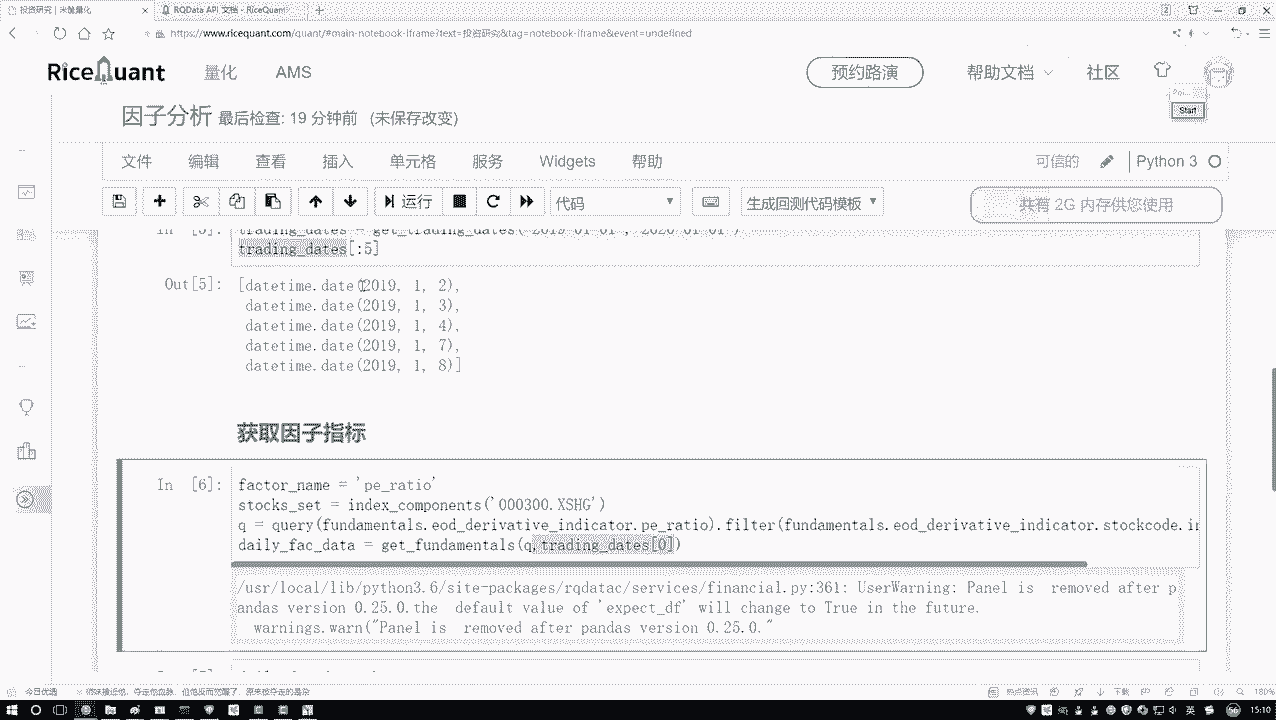 投资研究 | 米筐量化
RQData API 文档 - RiceQuant
https://www.ricequant.com/quant/#main-notebook-iframe?text=投资研究&tag=notebook-iframe&event=undefined
RiceQuant
量化
AMS
预约路演
帮助文档
社区
Start
因子分析 最后检查: 19 分钟前 (未保存改变)
文件
编辑
查看
插入
单元格
服务
Widgets
帮助
可信的
Python 3
运行
代码
生成回测代码模板
共有 2G 内存供您使用
In [5]: trading_dates = get_trading_dates('2019-01-01', '2020-01-01')
trading_dates[:5]
Out[5]: [datetime.date(2019, 1, 2),
datetime.date(2019, 1, 3),
datetime.date(2019, 1, 4),
datetime.date(2019, 1, 7),
datetime.date(2019, 1, 8)]
获取因子指标
In [6]: factor_name = 'pe_ratio'
stocks_set = index_components('000300.XSHG')
q = query(fundamentals.eod_derivative_indicator.pe_ratio).filter(fundamentals.eod_derivative_indicator.stockcode.i
daily_fac_data = get_fundamentals(q,trading_dates[0])
/usr/local/lib/python3.6/site-packages/rqdatac/services/financial.py:361: UserWarning: Panel is removed after p
andas version 0.25.0.the default value of 'expect_df' will change to True in the future.
warnings.warn("Panel is removed after pandas version 0.25.0."
今日优选
热点资讯
下载
180%
英
15:10